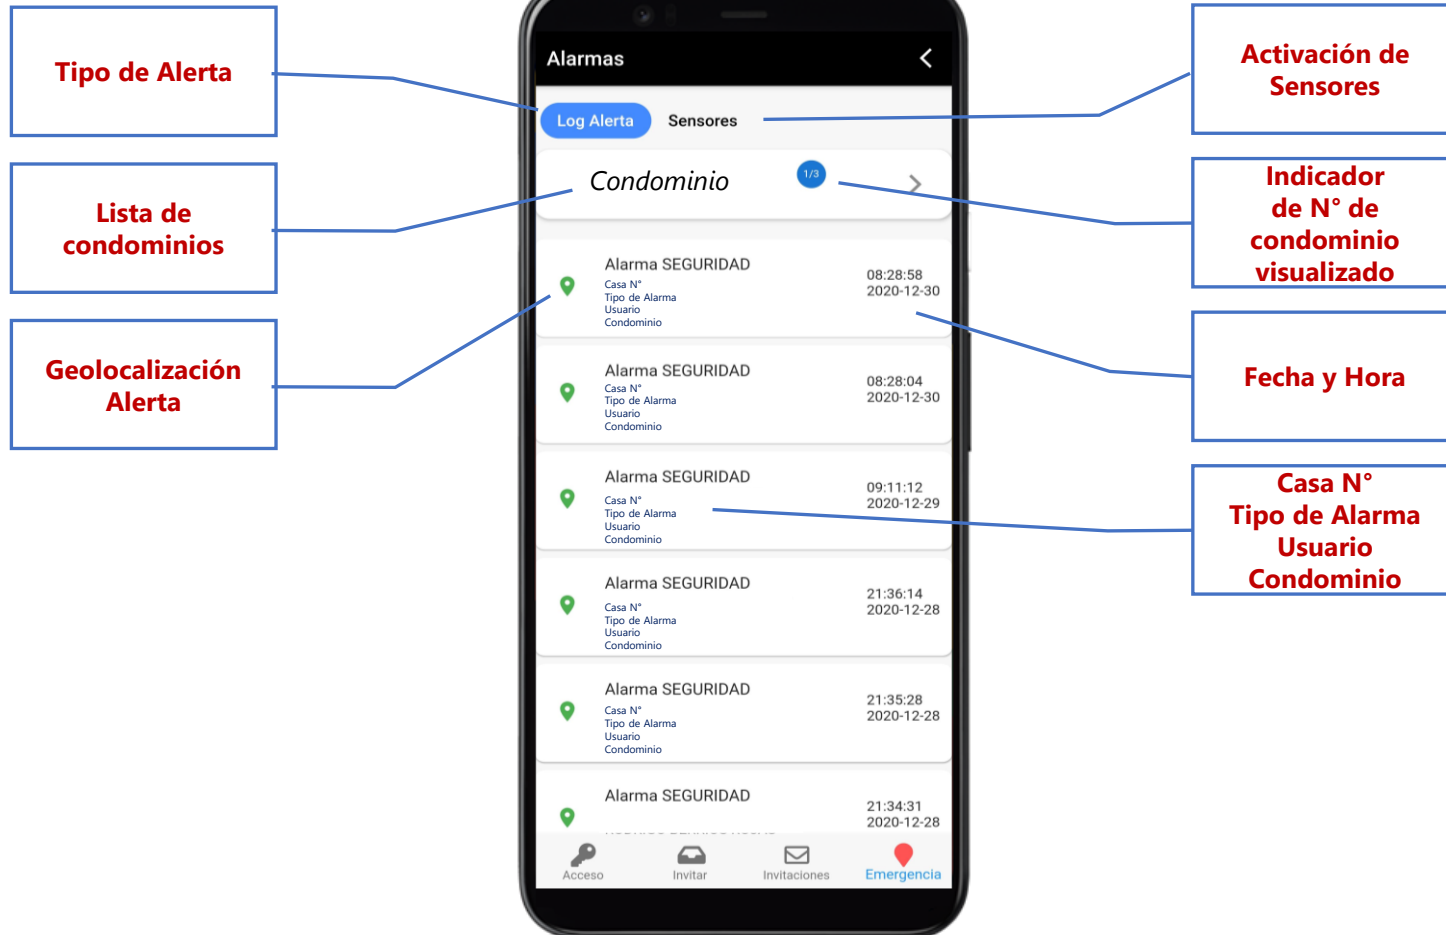 Tipo de Alerta
Lista de
condominios
Geolocalización
Alerta
Alarmas
Log Alerta
Sensores
Condominio
1/3
Alarma SEGURIDAD
Casa N°
Tipo de Alarma
Usuario
Condominio
08:28:58
2020-12-30
Alarma SEGURIDAD
Casa N°
Tipo de Alarma
Usuario
Condominio
08:28:04
2020-12-30
Alarma SEGURIDAD
Casa N°
Tipo de Alarma
Usuario
Condominio
09:11:12
2020-12-29
Alarma SEGURIDAD
Casa N°
Tipo de Alarma
Usuario
Condominio
21:36:14
2020-12-28
Alarma SEGURIDAD
Casa N°
Tipo de Alarma
Usuario
Condominio
21:35:28
2020-12-28
Alarma SEGURIDAD
21:34:31
2020-12-28
Acceso
Invitar
Invitaciones
Emergencia
Activación de
Sensores
Indicador
de N° de
condominio
visualizado
Fecha y Hora
Casa N°
Tipo de Alarma
Usuario
Condominio